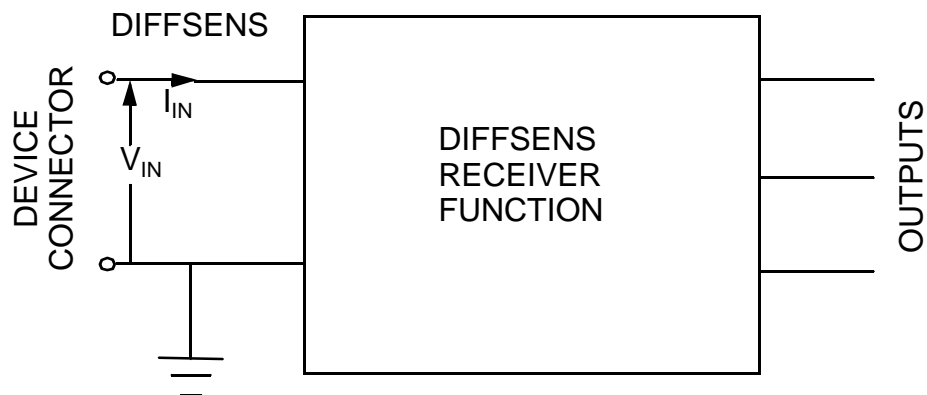 DIFFSENS
DEVICE
CONNECTOR
I_IN
V_IN
DIFFSENS
RECEIVER
FUNCTION
OUTPUTS